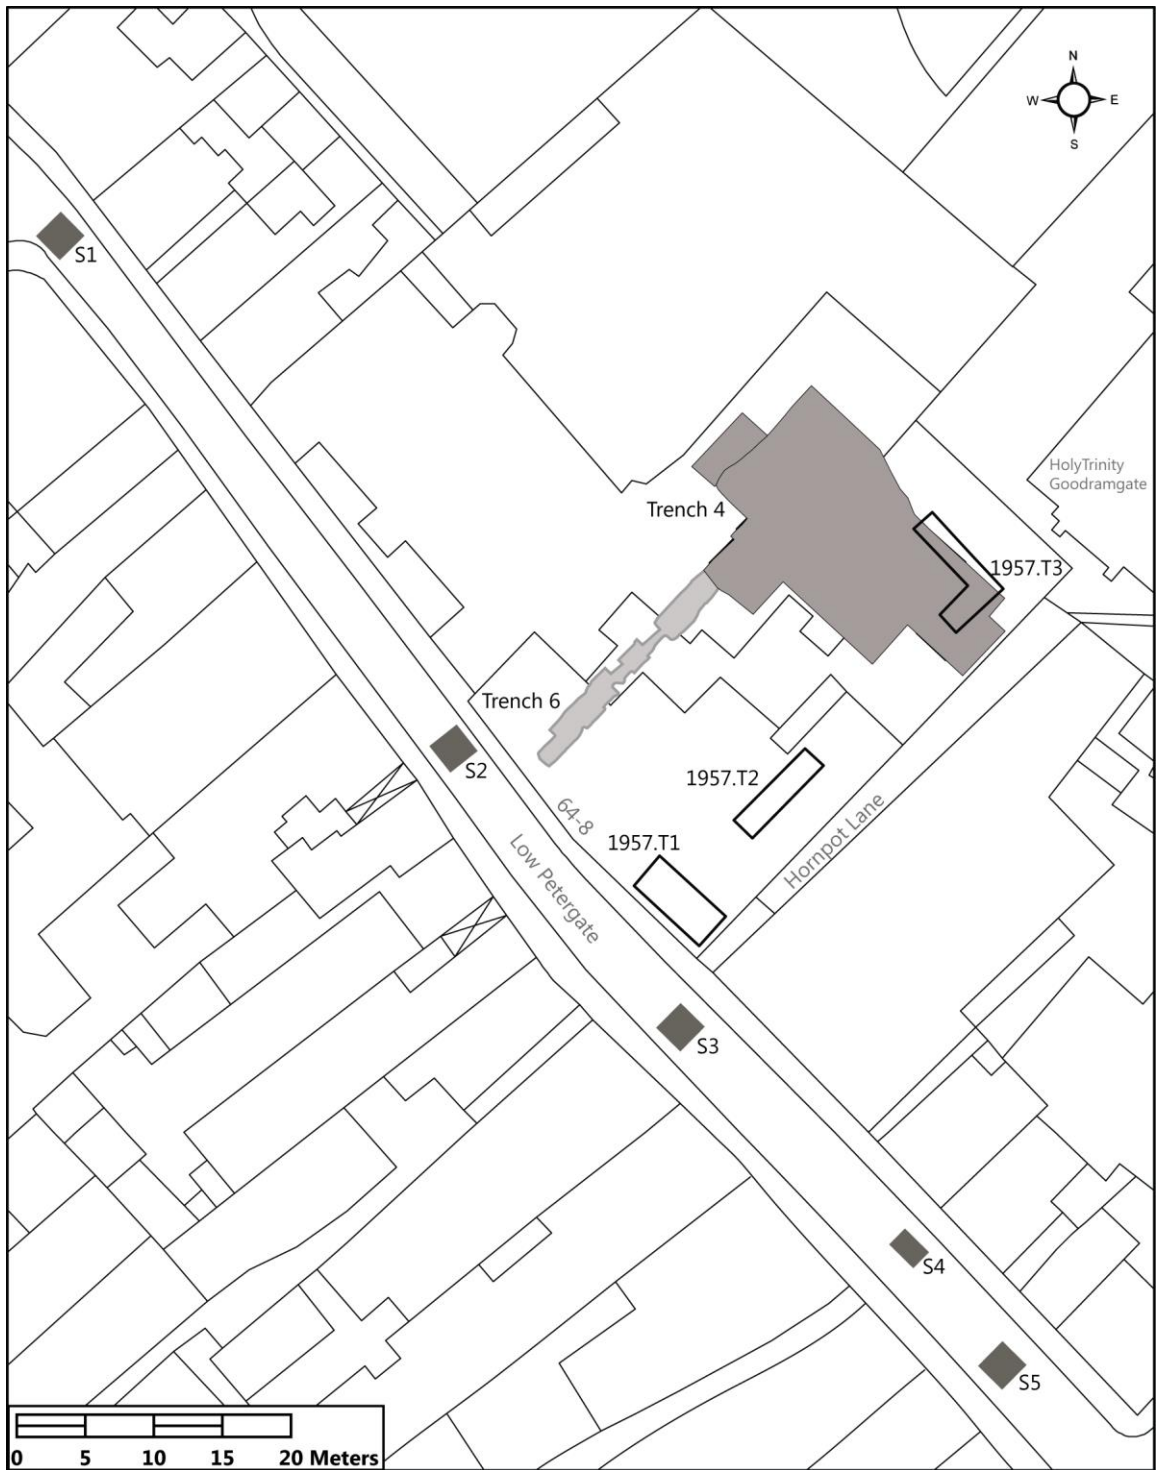 N
W E
S
S1
HolyTrinity
Goodramgate
Trench 4
1957.T3
Trench 6
S2
1957.T2
64-8
1957.T1
Low Petergate
Hornpot Lane
S3
S4
S5
0 5 10 15 20 Meters